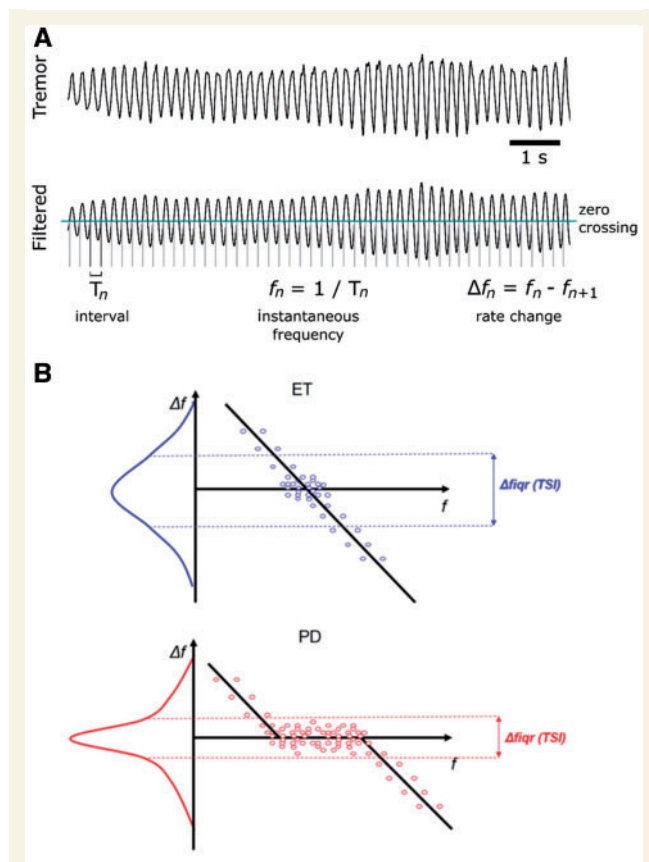 A
Tremor
1 s
Filtered
zero
crossing
Tn
fn = 1 / Tn
Δfn = fn - fn+1
interval
instantaneous
frequency
rate change
B
ET
Δf
f
Δfiqr (TSI)
PD
Δf
f
Δfiqr (TSI)